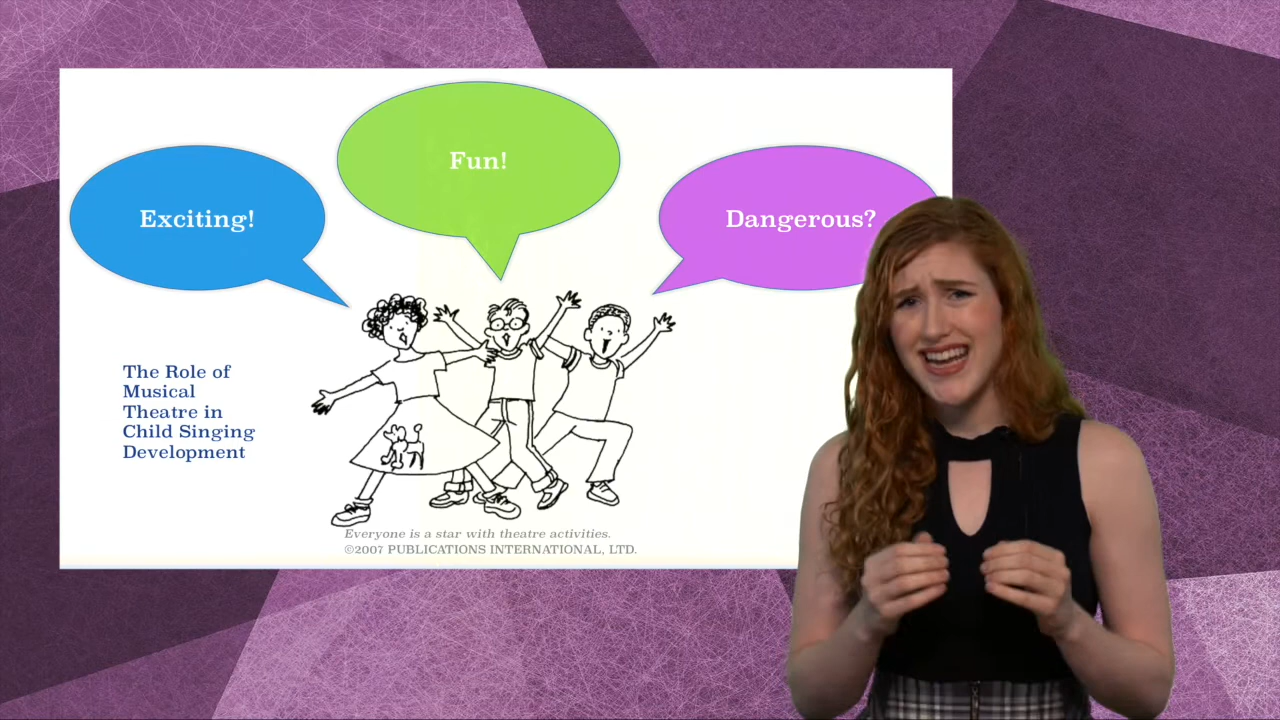 Fun!
Exciting!
Dangerous?
The Role of
Musical
Theatre in
Child Singing
Development
Everyone is a star with theatre activities.
©2007 PUBLICATIONS INTERNATIONAL, LTD.